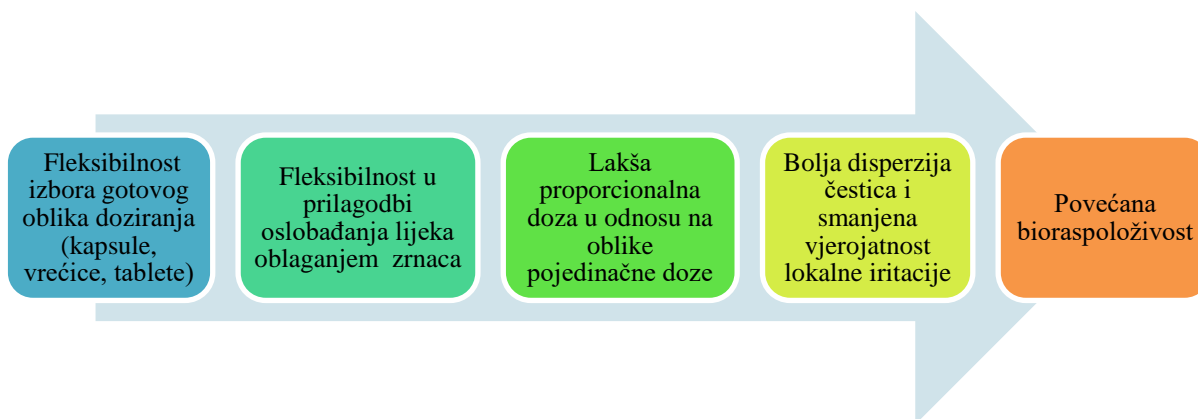 Fleksibilnost
izbora gotovog
oblika doziranja
(kapsule,
vrećice, tablete)
Fleksibilnost u
prilagodbi
oslobađanja lijeka
oblaganjem  zrnaca
Lakša
proporcionalna
doza u odnosu na
oblike
pojedinačne doze
Bolja disperzija
čestica i
smanjena
vjerojatnost
lokalne iritacije
Povećana
bioraspoloživost